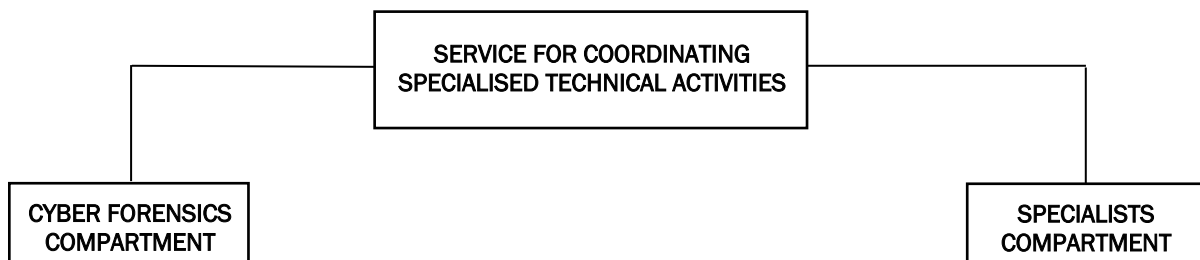 SERVICE FOR COORDINATING
SPECIALISED TECHNICAL ACTIVITIES
CYBER FORENSICS
COMPARTMENT
SPECIALISTS
COMPARTMENT